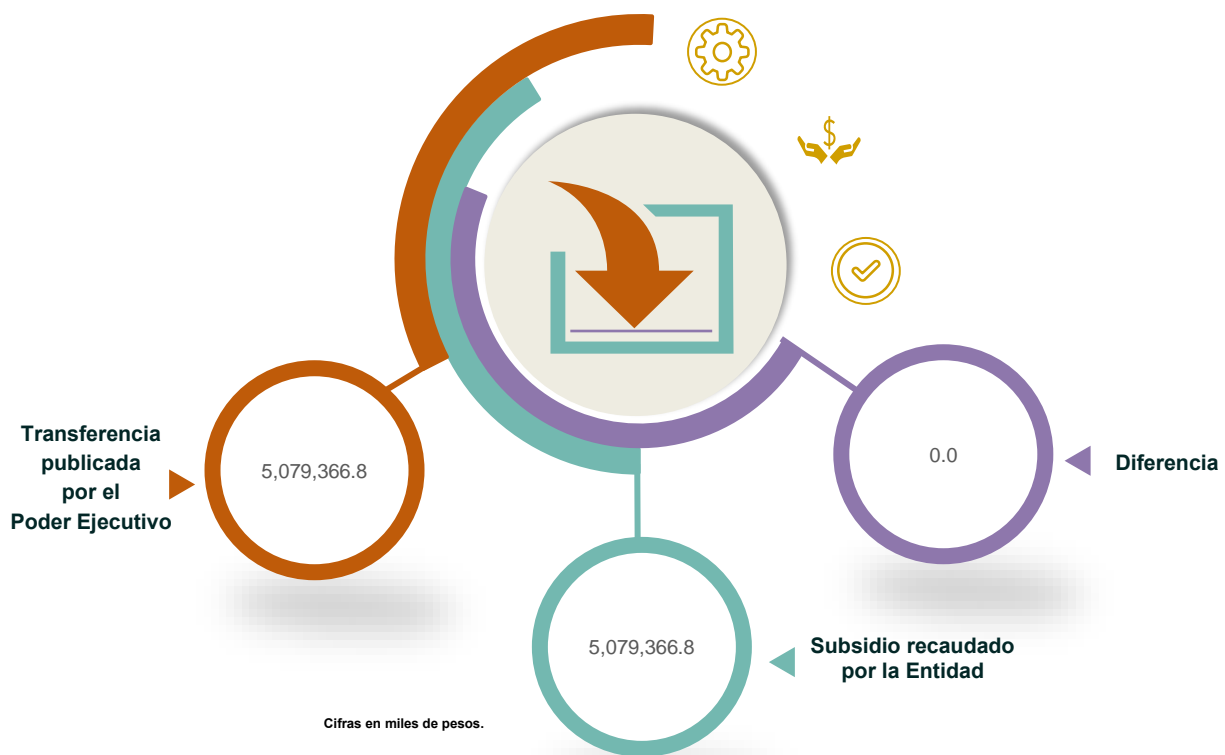 $
Transferencia
publicada
por el
Poder Ejecutivo
5,079,366.8
5,079,366.8
Subsidio recaudado
por la Entidad
0.0
Diferencia
Cifras en miles de pesos.